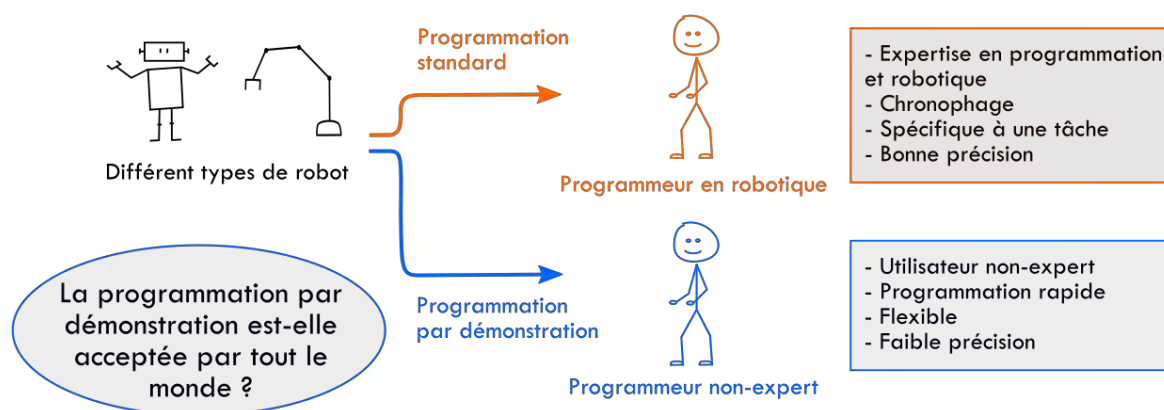 Différent types de robot
Programmation
standard
Programmeur en robotique
- Expertise en programmation
et robotique
- Chronophage
- Spécifique à une tâche
- Bonne précision
La programmation par
démonstration est-elle
acceptée par tout le
monde ?
Programmation
par démonstration
Programmeur non-expert
- Utilisateur non-expert
- Programmation rapide
- Flexible
- Faible précision